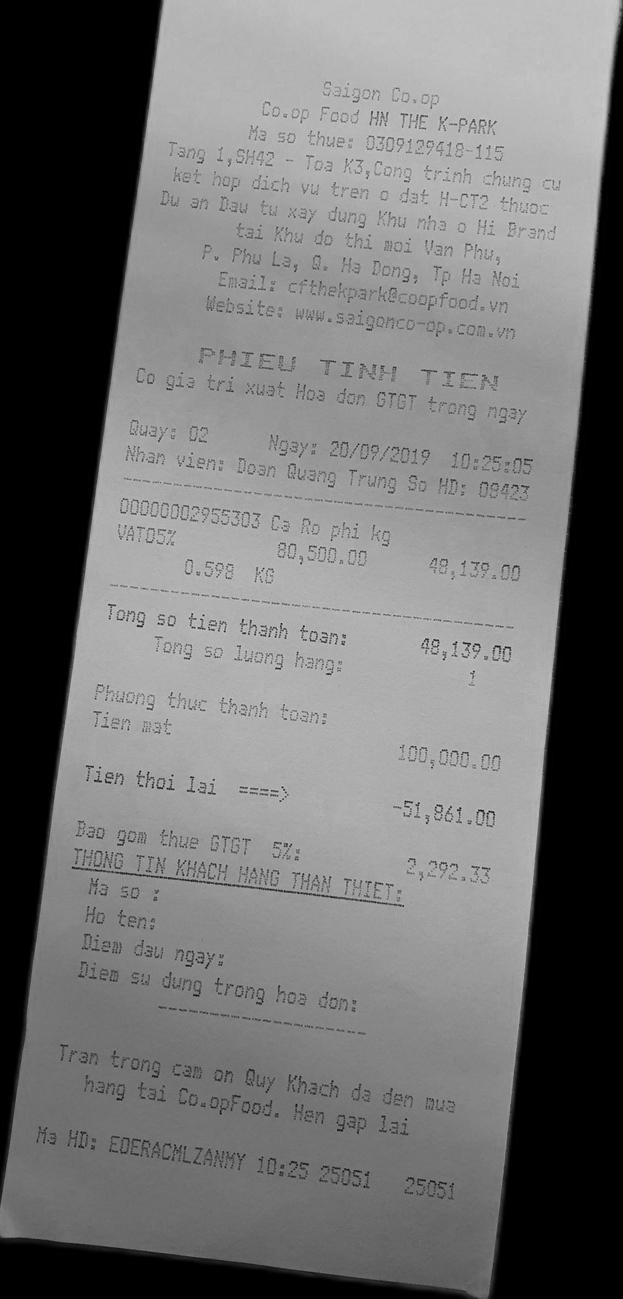 Saigon Co.op
Co.op Food HN THE K-PARK
Ma so thue: 0309129418-115
Tang 1,SH42 - Toa K3,Cong trinh chung cu
ket hop dich vu tren o dat H-CT2 thuoc
Du an Dau tu xay dung Khu nha o Hi Brand
tai Khu do thi moi Van Phu,
P. Phu La, Q. Ha Dong, Tp Ha Noi
Email: cfthekpark@coopfood.vn
Website: www.saigonco-op.com.vn
PHIEU TINH TIEN
Co gia tri xuat Hoa don GTGT trong ngay
Quay: 02 Ngay: 20/09/2019 10:25:05
Nhan vien: Doan Quang Trung So HD: 08423
00000002955303 Ca Ro phi kg
VAT05% 80,500.00 48,139.00
0.598 KG
Tong so tien thanh toan: 48,139.00
Tong so luong hang: 1
Phuong thuc thanh toan:
Tien mat 100,000.00
Tien thoi lai ====> -51,861.00
Bao gom thue GTGT 5%: 2,292.33
THONG TIN KHACH HANG THAN THIET:
Ma so :
Ho ten:
Diem dau ngay:
Diem su dung trong hoa don:
Tran trong cam on Quy Khach da den mua
hang tai Co.opFood. Hen gap lai
Ma HD: EOERACMLZANMY 10:25 25051 25051